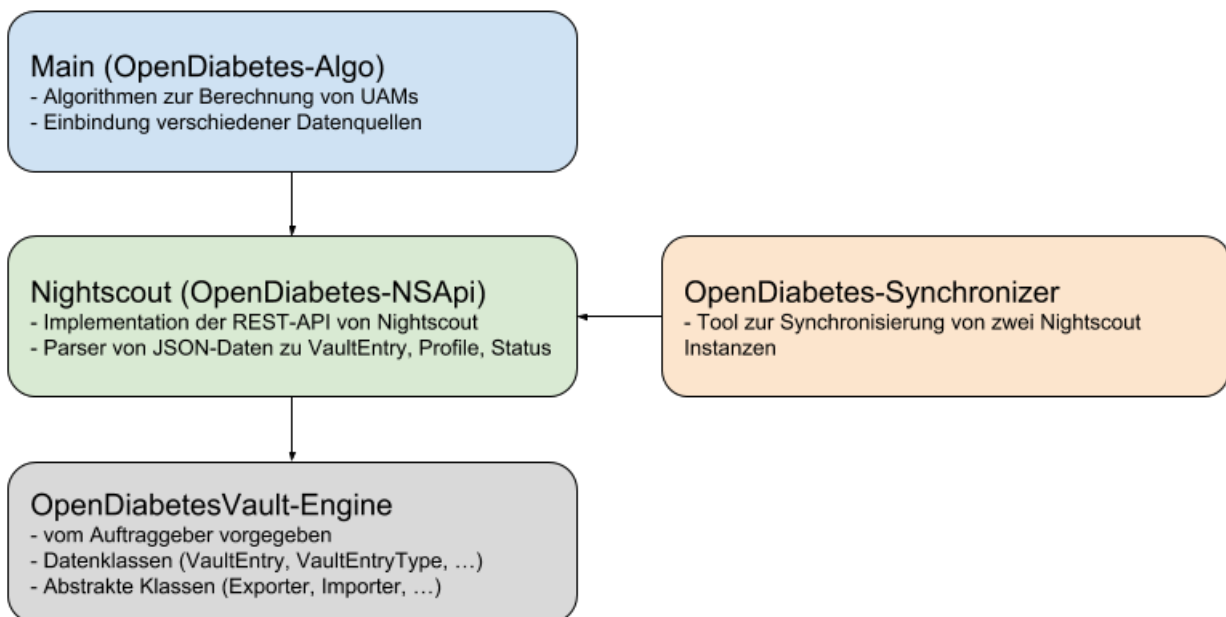 Main (OpenDiabetes-Algo)
- Algorithmen zur Berechnung von UAMs
- Einbindung verschiedener Datenquellen
Nightscout (OpenDiabetes-NSApi)
- Implementation der REST-API von Nightscout
- Parser von JSON-Daten zu VaultEntry, Profile, Status
OpenDiabetes-Synchronizer
- Tool zur Synchronisierung von zwei Nightscout
Instanzen
OpenDiabetesVault-Engine
- vom Auftraggeber vorgegeben
- Datenklassen (VaultEntry, VaultEntryType, …)
- Abstrakte Klassen (Exporter, Importer, …)